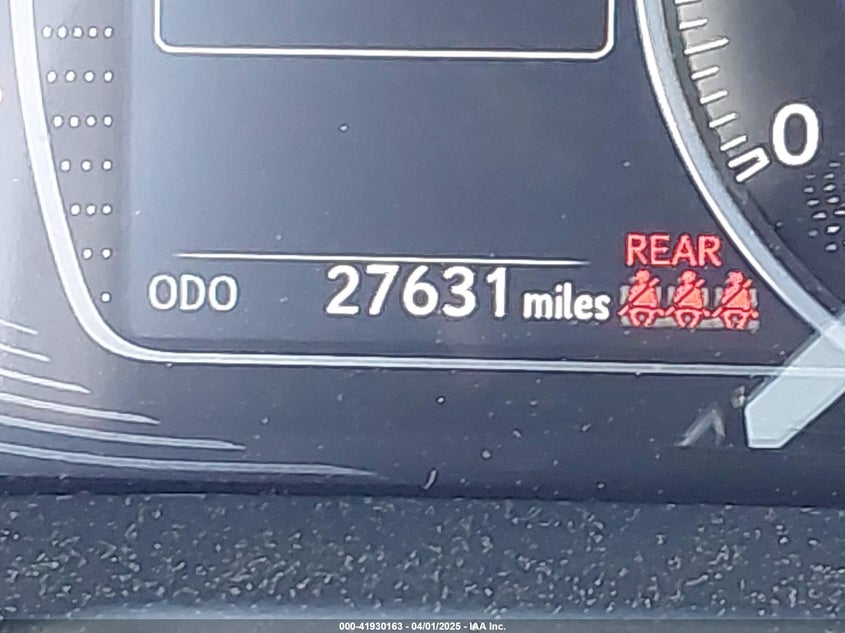 0
REAR
ODO 27631 miles
000-41930163 - 04/01/2025 - IAA Inc.